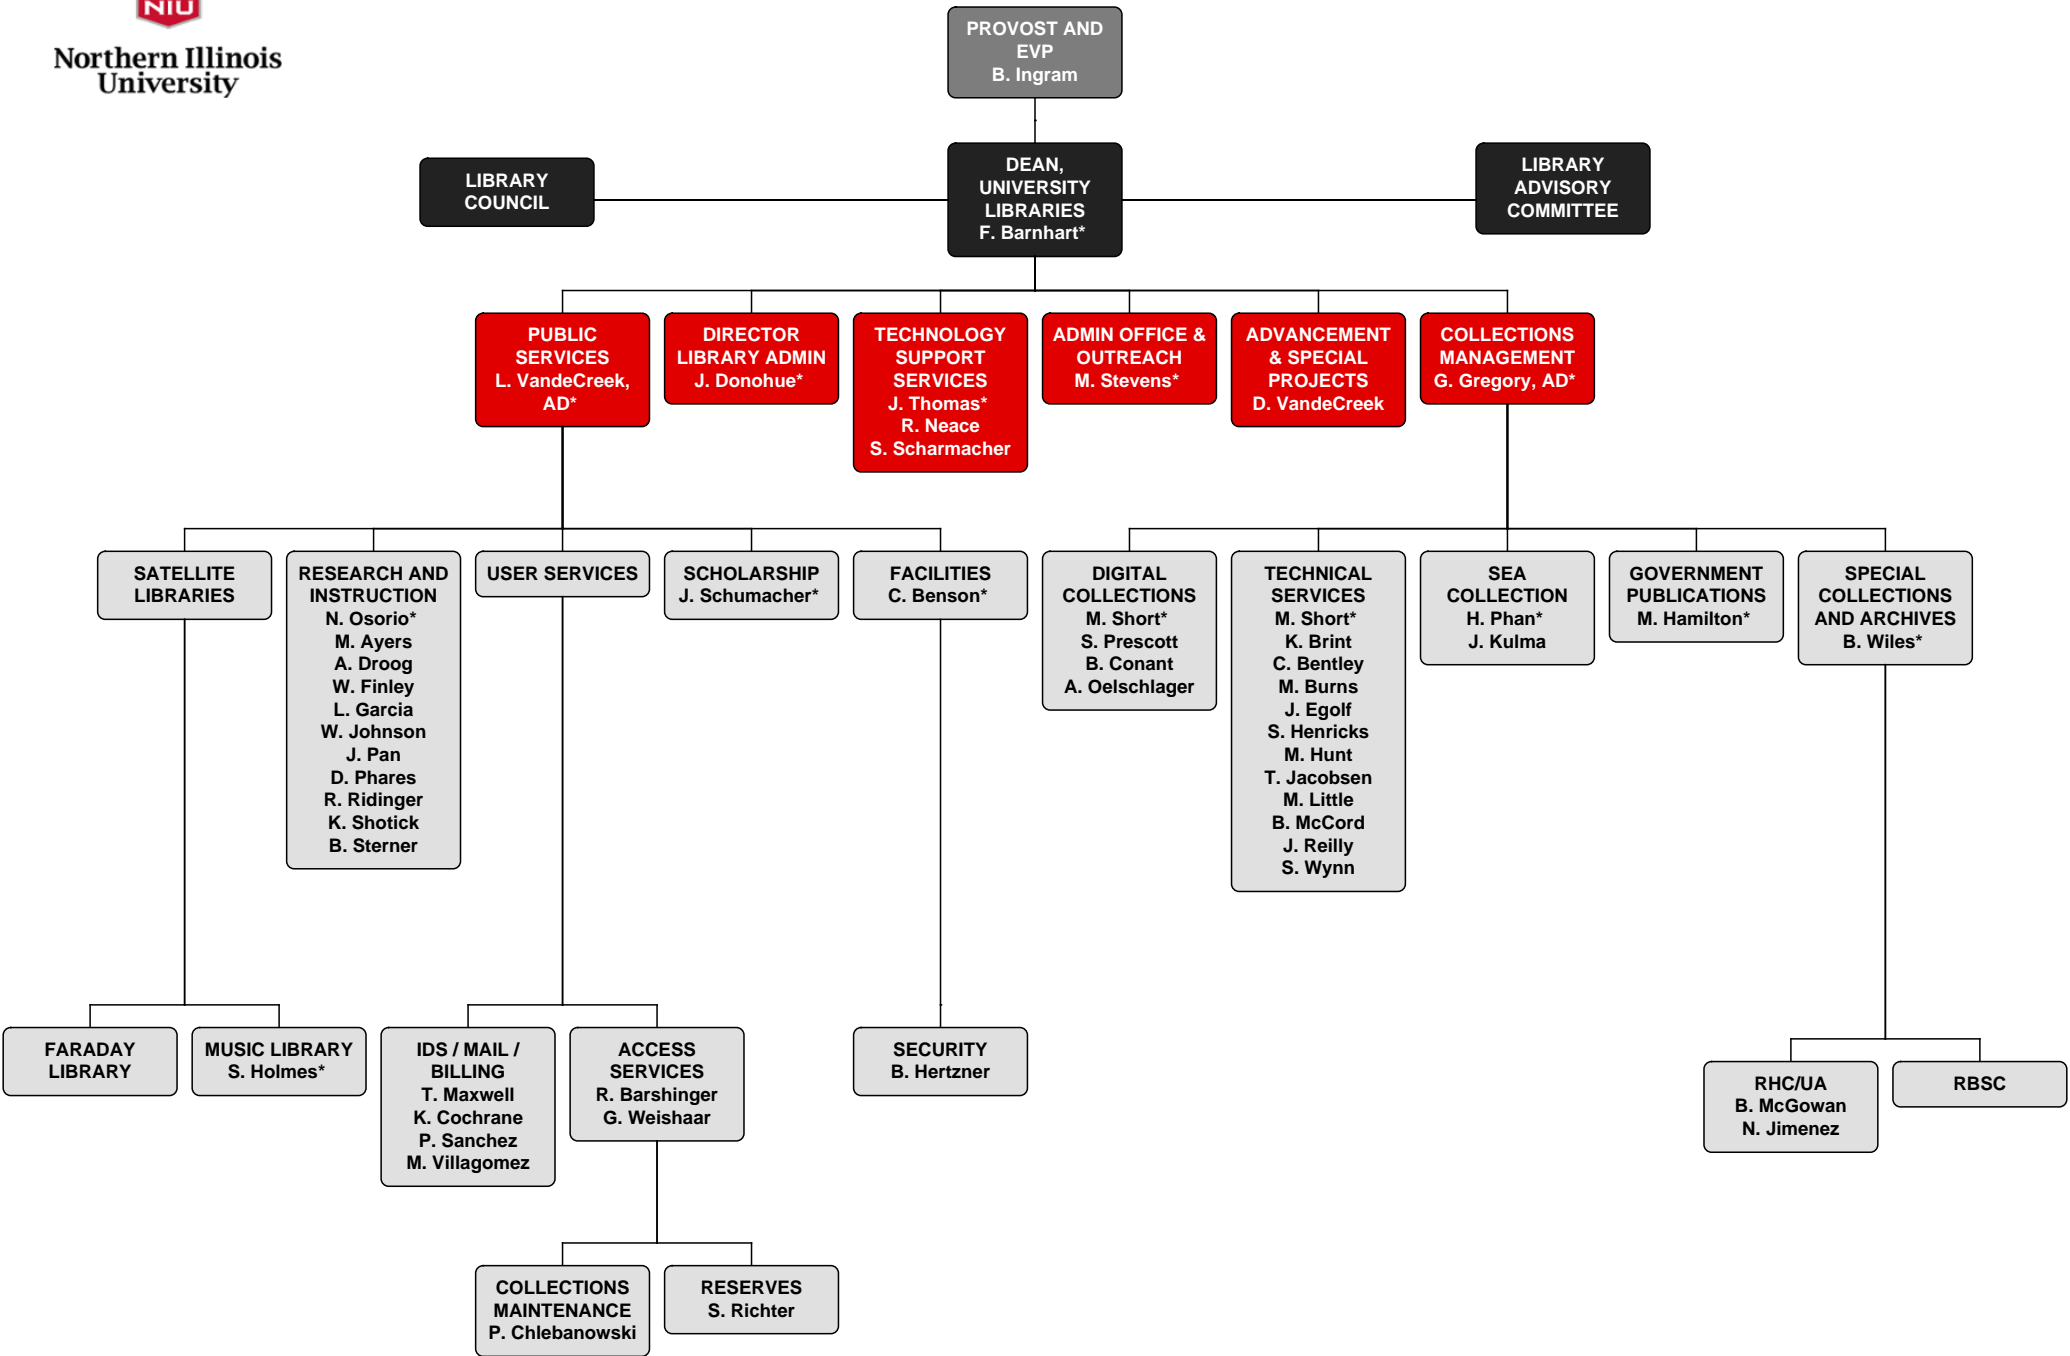 NIU
Northern Illinois
University
PROVOST AND
EVP
B. Ingram
LIBRARY
COUNCIL
DEAN,
UNIVERSITY
LIBRARIES
F. Barnhart*
LIBRARY
ADVISORY
COMMITTEE
PUBLIC
SERVICES
L. VandeCreek,
AD*
DIRECTOR
LIBRARY ADMIN
J. Donohue*
TECHNOLOGY
SUPPORT
SERVICES
J. Thomas*
R. Neace
S. Scharmacher
ADMIN OFFICE &
OUTREACH
M. Stevens*
ADVANCEMENT
& SPECIAL
PROJECTS
D. VandeCreek
COLLECTIONS
MANAGEMENT
G. Gregory, AD*
SATELLITE
LIBRARIES
RESEARCH AND
INSTRUCTION
N. Osorio*
M. Ayers
A. Droog
W. Finley
L. Garcia
W. Johnson
J. Pan
D. Phares
R. Ridinger
K. Shotick
B. Sterner
USER SERVICES
SCHOLARSHIP
J. Schumacher*
FACILITIES
C. Benson*
DIGITAL
COLLECTIONS
M. Short*
S. Prescott
B. Conant
A. Oelschlager
TECHNICAL
SERVICES
M. Short*
K. Brint
C. Bentley
M. Burns
J. Egolf
S. Henricks
M. Hunt
T. Jacobsen
M. Little
B. McCord
J. Reilly
S. Wynn
SEA
COLLECTION
H. Phan*
J. Kulma
GOVERNMENT
PUBLICATIONS
M. Hamilton*
SPECIAL
COLLECTIONS
AND ARCHIVES
B. Wiles*
FARADAY
LIBRARY
MUSIC LIBRARY
S. Holmes*
IDS / MAIL /
BILLING
T. Maxwell
K. Cochrane
P. Sanchez
M. Villagomez
ACCESS
SERVICES
R. Barshinger
G. Weishaar
SECURITY
B. Hertzner
RHC/UA
B. McGowan
N. Jimenez
RBSC
COLLECTIONS
MAINTENANCE
P. Chlebanowski
RESERVES
S. Richter